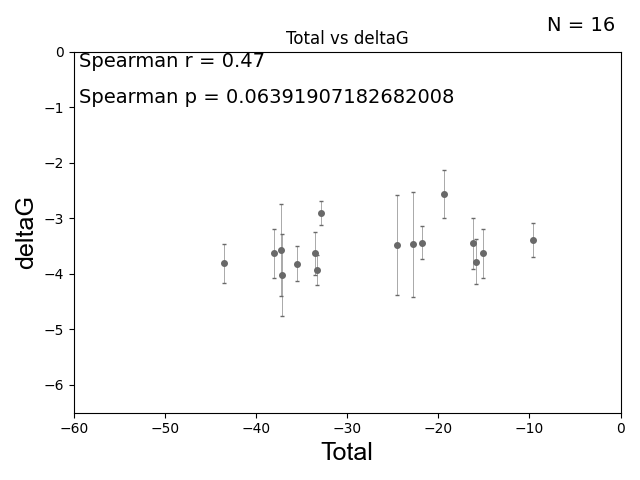 N = 16
Total vs deltaG
Spearman r = 0.47
Spearman p = 0.06391907182682008
0
−1
−2
−3
−4
−5
−6
deltaG
−60 −50 −40 −30 −20 −10 0
Total